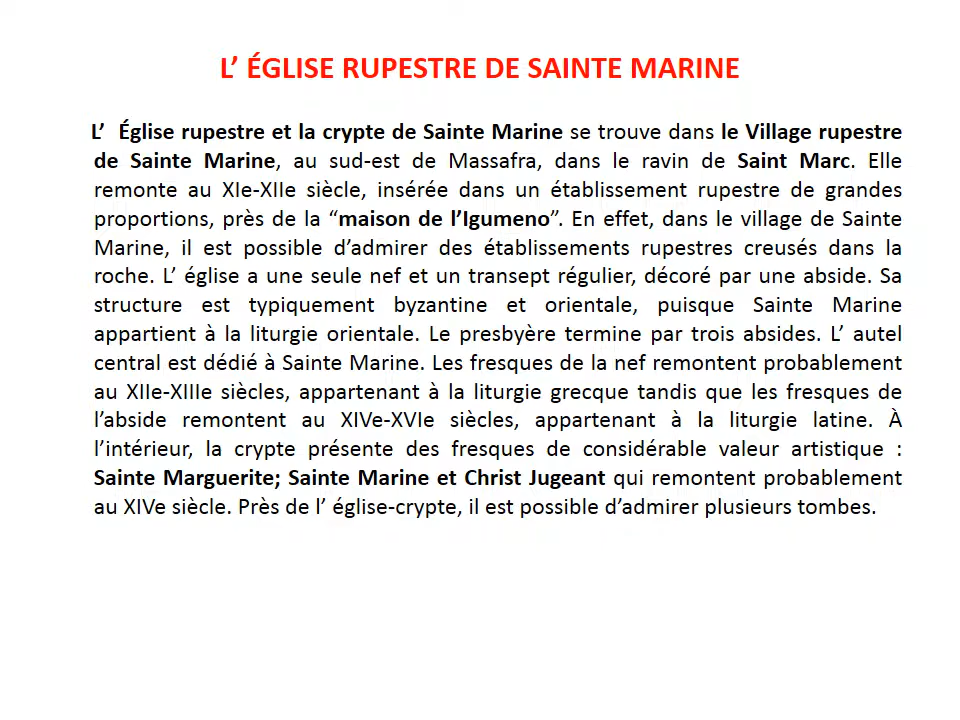 L’ ÉGLISE RUPESTRE DE SAINTE MARINE
L’ Église rupestre et la crypte de Sainte Marine se trouve dans le Village rupestre
de Sainte Marine, au sud-est de Massafra, dans le ravin de Saint Marc. Elle
remonte au XIe-XIIe siècle, insérée dans un établissement rupestre de grandes
proportions, près de la “maison de l’Igumeno”. En effet, dans le village de Sainte
Marine, il est possible d’admirer des établissements rupestres creusés dans la
roche. L’ église a une seule nef et un transept régulier, décoré par une abside. Sa
structure est typiquement byzantine et orientale, puisque Sainte Marine
appartient à la liturgie orientale. Le presbyère termine par trois absides. L’ autel
central est dédié à Sainte Marine. Les fresques de la nef remontent probablement
au XIIe-XIIIe siècles, appartenant à la liturgie grecque tandis que les fresques de
l’abside remontent au XIVe-XVIe siècles, appartenant à la liturgie latine. À
l’intérieur, la crypte présente des fresques de considérable valeur artistique :
Sainte Marguerite; Sainte Marine et Christ Jugeant qui remontent probablement
au XIVe siècle. Près de l’ église-crypte, il est possible d’admirer plusieurs tombes.